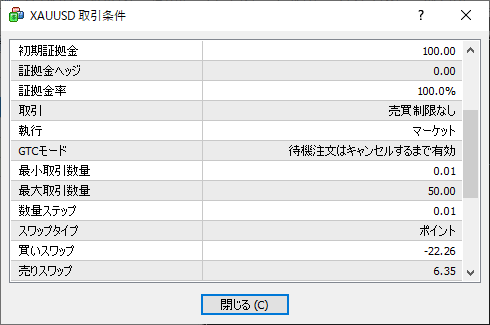 XAUUSD 取引条件
初期証拠金 100.00
証拠金ヘッジ 0.00
証拠金率 100.0%
取引 売買制限なし
執行 マーケット
GTCモード 待機注文はキャンセルするまで有効
最小取引数量 0.01
最大取引数量 50.00
数量ステップ 0.01
スワップタイプ ポイント
買いスワップ -22.26
売りスワップ 6.35
閉じる (C)